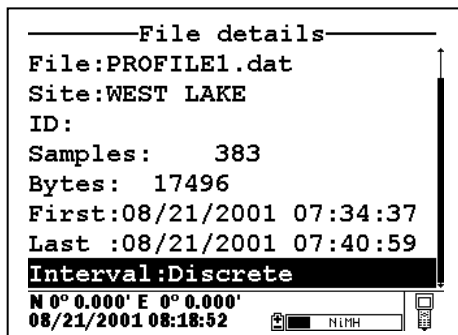 File details
File:PROFILE1.dat
Site:WEST LAKE
ID:
Samples: 383
Bytes: 17496
First:08/21/2001 07:34:37
Last :08/21/2001 07:40:59
Interval:Discrete
N 0° 0.000' E 0° 0.000'
08/21/2001 08:18:52 NiMH